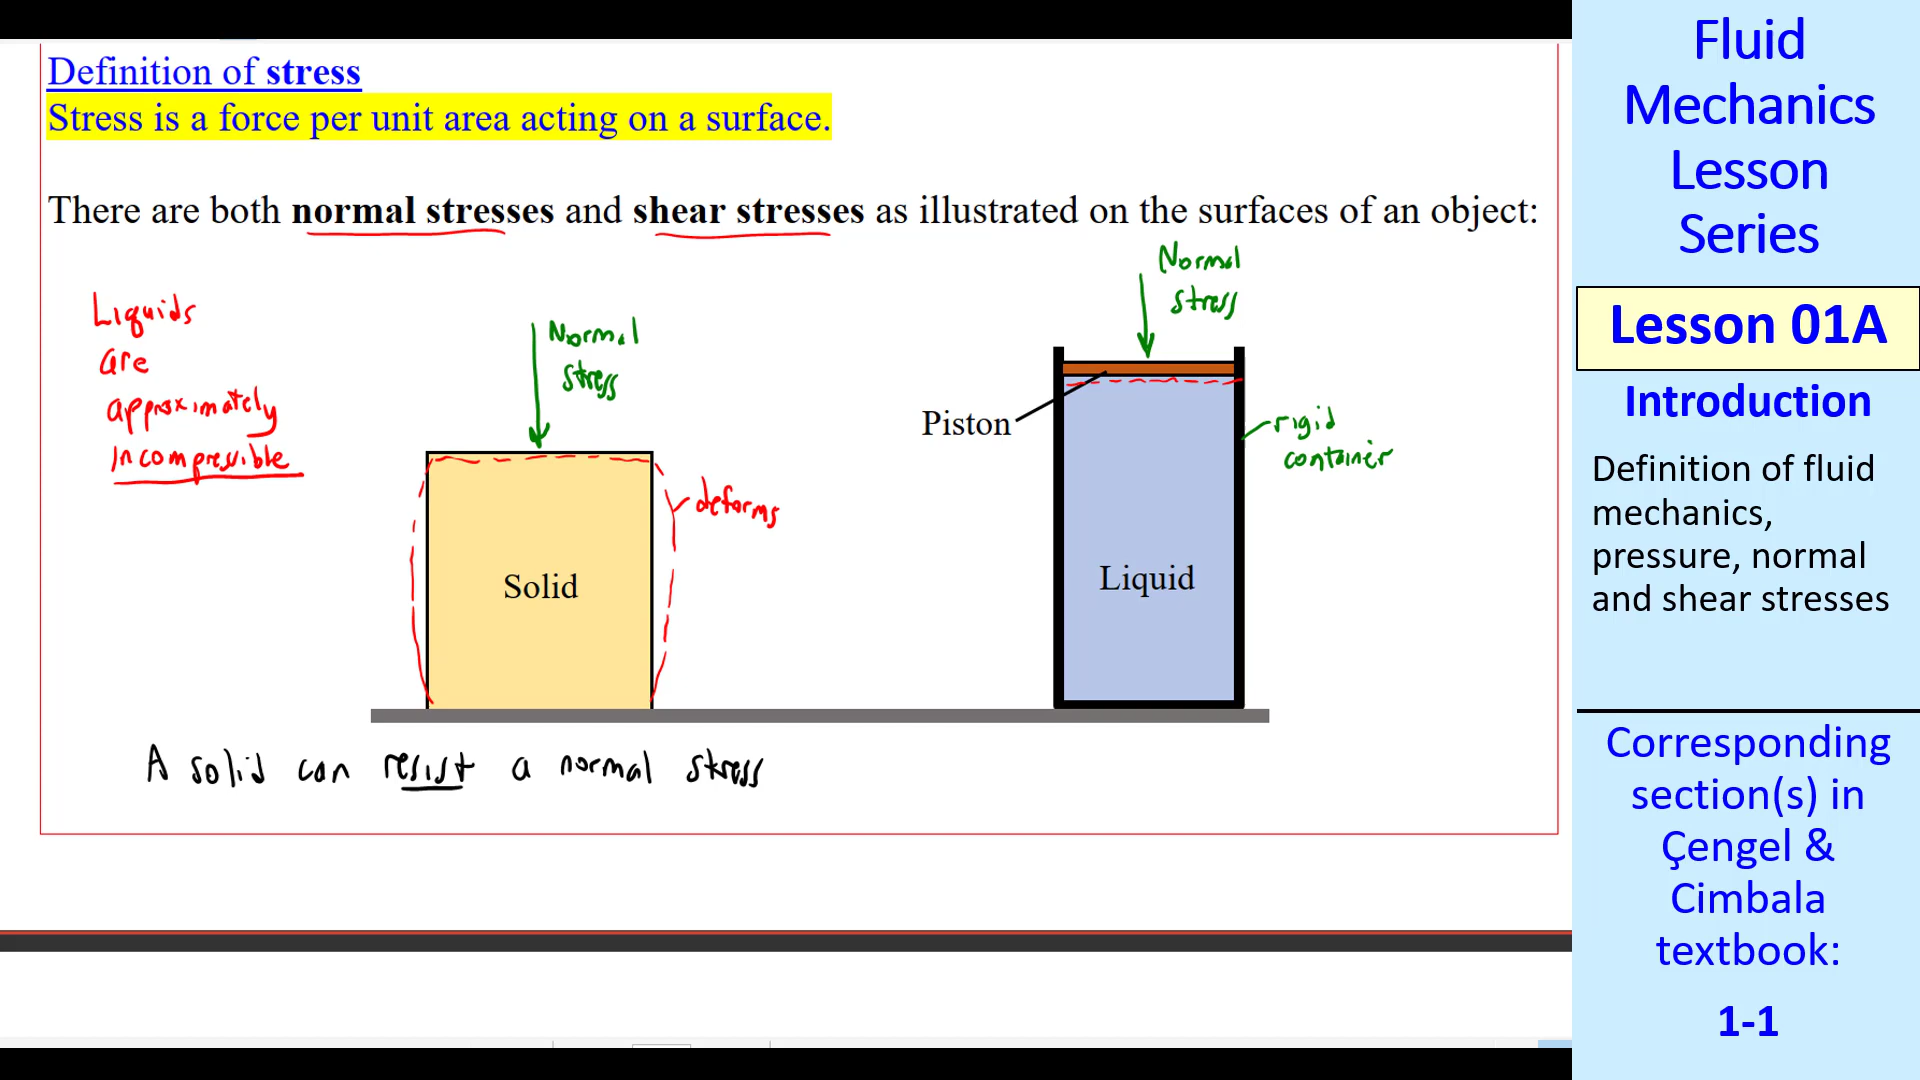 Definition of stress
Stress is a force per unit area acting on a surface.
There are both normal stresses and shear stresses as illustrated on the surfaces of an object:
Liquids
are
approximately
incompressible
Normal
stress
deforms
Solid
Normal
stress
Piston
rigid
container
Liquid
A solid can resist a normal stress
Fluid
Mechanics
Lesson
Series
Lesson 01A
Introduction
Definition of fluid
mechanics,
pressure, normal
and shear stresses
Corresponding
section(s) in
Çengel &
Cimbala
textbook:
1-1